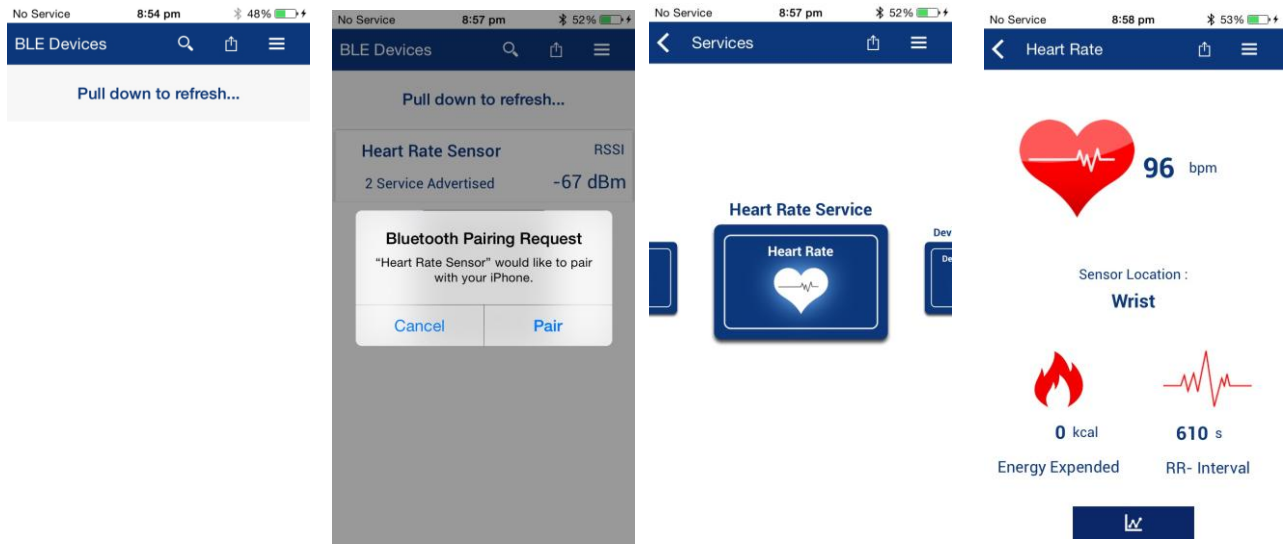 No Service 8:54 pm 48%
BLE Devices
Pull down to refresh...
No Service 8:57 pm 52%
BLE Devices
Pull down to refresh...
Heart Rate Sensor RSSI
2 Service Advertised -67 dBm
Bluetooth Pairing Request
“Heart Rate Sensor” would like to pair
with your iPhone.
Cancel Pair
No Service 8:57 pm 52%
Services
Heart Rate Service
Heart Rate
Dev
De
No Service 8:58 pm 53%
Heart Rate
96 bpm
Sensor Location :
Wrist
0 kcal 610 s
Energy Expended RR- Interval